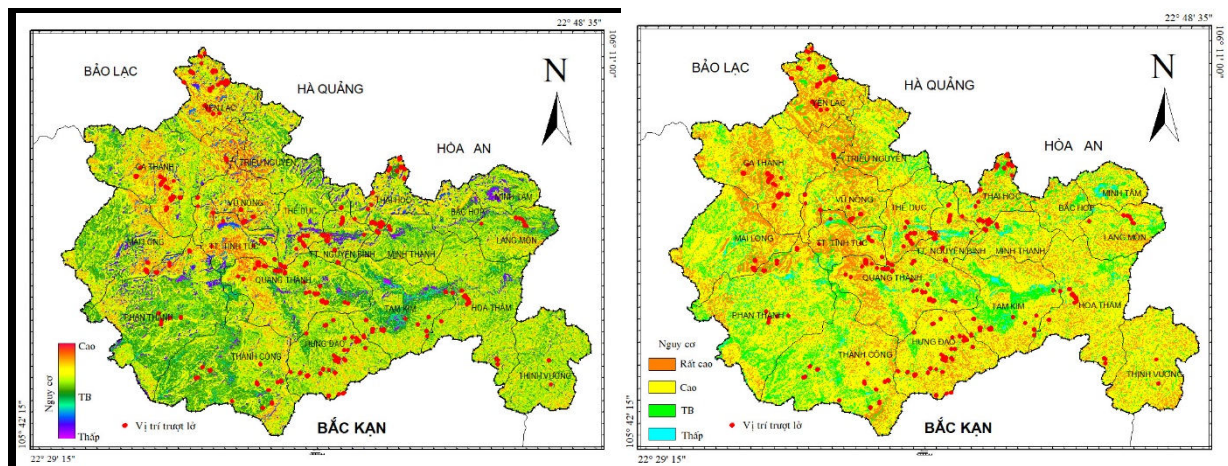 22 48' 35"
106 11' 00"
BẢO LẠC
HÀ QUẢNG
N
HÒA AN
YÊN LẠC
CA THÀNH
TRIỆU NGUYÊN
VŨ NÔNG
THỂ DỤC
THÁI HỌC
BẮC HỢP
MINH TÂM
LANG MÔN
MAI LONG
TT. TĨNH TÚC
TT. NGUYÊN BÌNH
MINH THANH
QUANG THÀNH
PHAN THANH
TAM KIM
HOA THÁM
THÀNH CÔNG
HƯNG ĐẠO
THỊNH VƯỢNG
Nguy cơ
Cao
TB
Thấp
Vị trí trượt lở
BẮC KẠN
105 42' 15"
22 29' 15"
22 48' 35"
106 11' 00"
BẢO LẠC
HÀ QUẢNG
N
HÒA AN
YÊN LẠC
CA THÀNH
TRIỆU NGUYÊN
VŨ NÔNG
THỂ DỤC
THÁI HỌC
BẮC HỢP
MINH TÂM
LANG MÔN
MAI LONG
TT. TĨNH TÚC
TT. NGUYÊN BÌNH
MINH THANH
QUANG THÀNH
PHAN THANH
TAM KIM
HOA THÁM
THÀNH CÔNG
HƯNG ĐẠO
THỊNH VƯỢNG
Nguy cơ
Rất cao
Cao
TB
Thấp
Vị trí trượt lở
BẮC KẠN
105 42' 15"
22 29' 15"